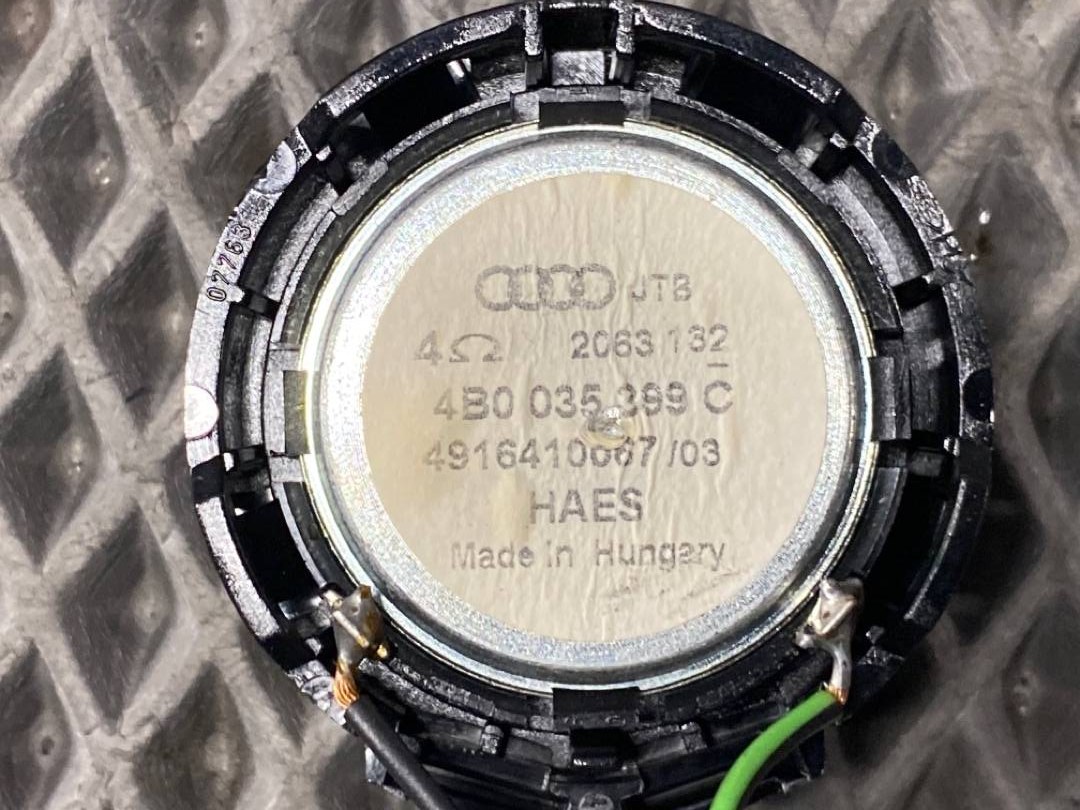 JTB
4Ω 2063 132
4B0 035 399 C
4916410067 /03
HAES
Made in Hungary
07763